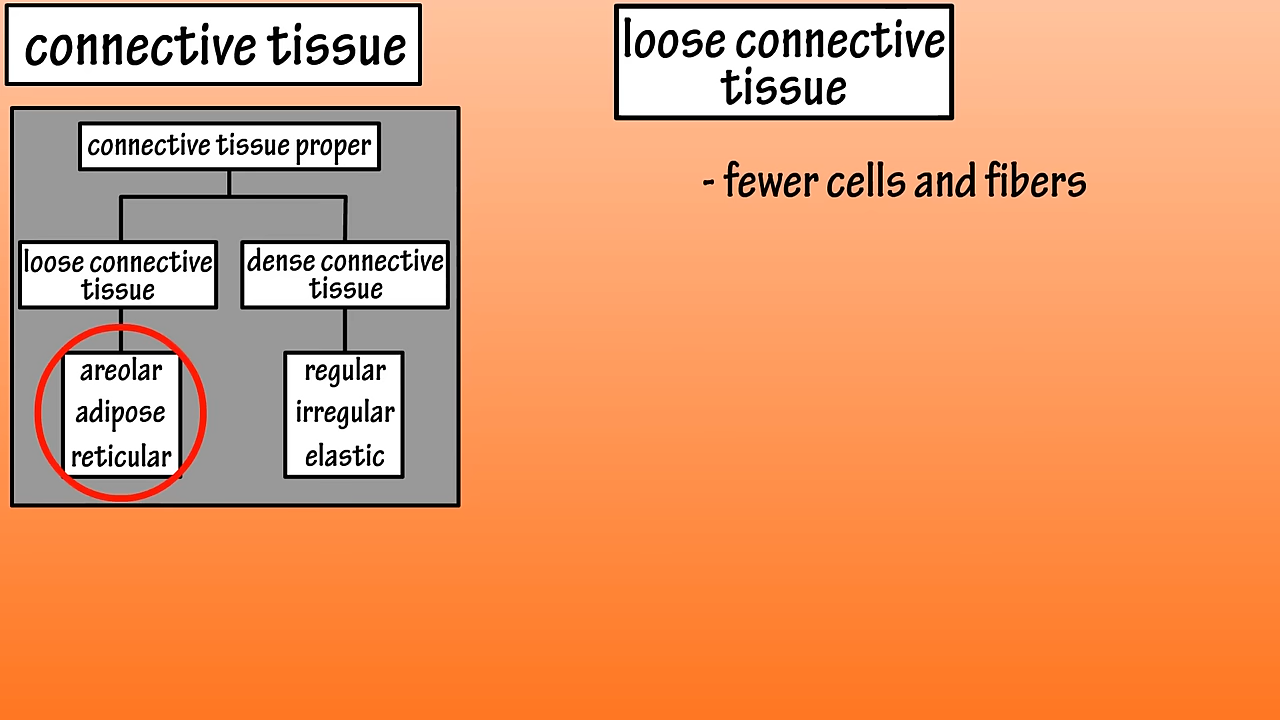 connective tissue
connective tissue proper
loose connective
tissue
dense connective
tissue
areolar
adipose
reticular
regular
irregular
elastic
loose connective
tissue
- fewer cells and fibers